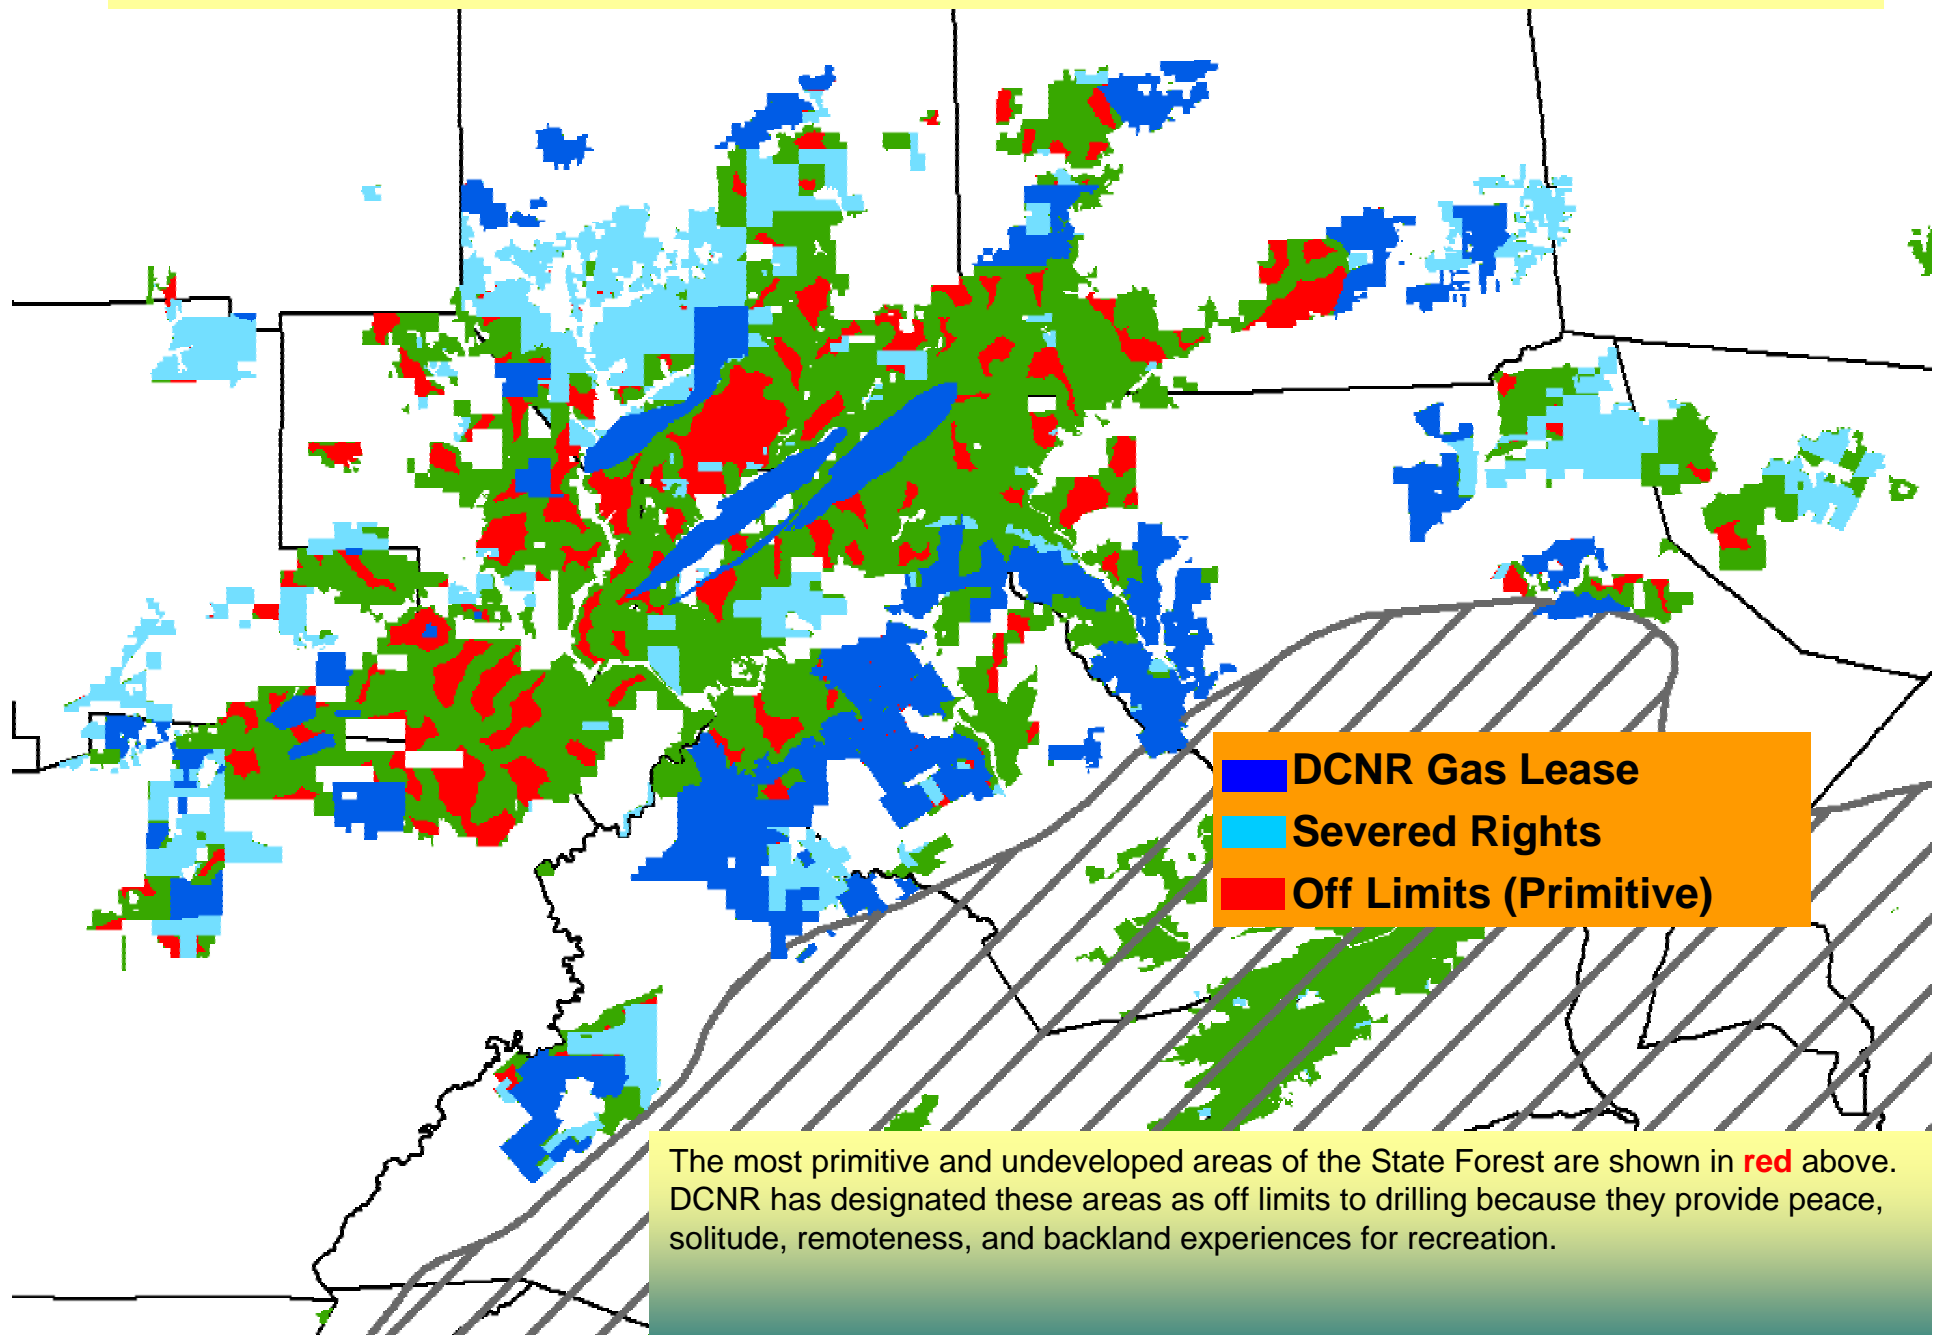 DCNR Gas Lease
Severed Rights
Off Limits (Primitive)
The most primitive and undeveloped areas of the State Forest are shown in red above.
DCNR has designated these areas as off limits to drilling because they provide peace,
solitude, remoteness, and backland experiences for recreation.